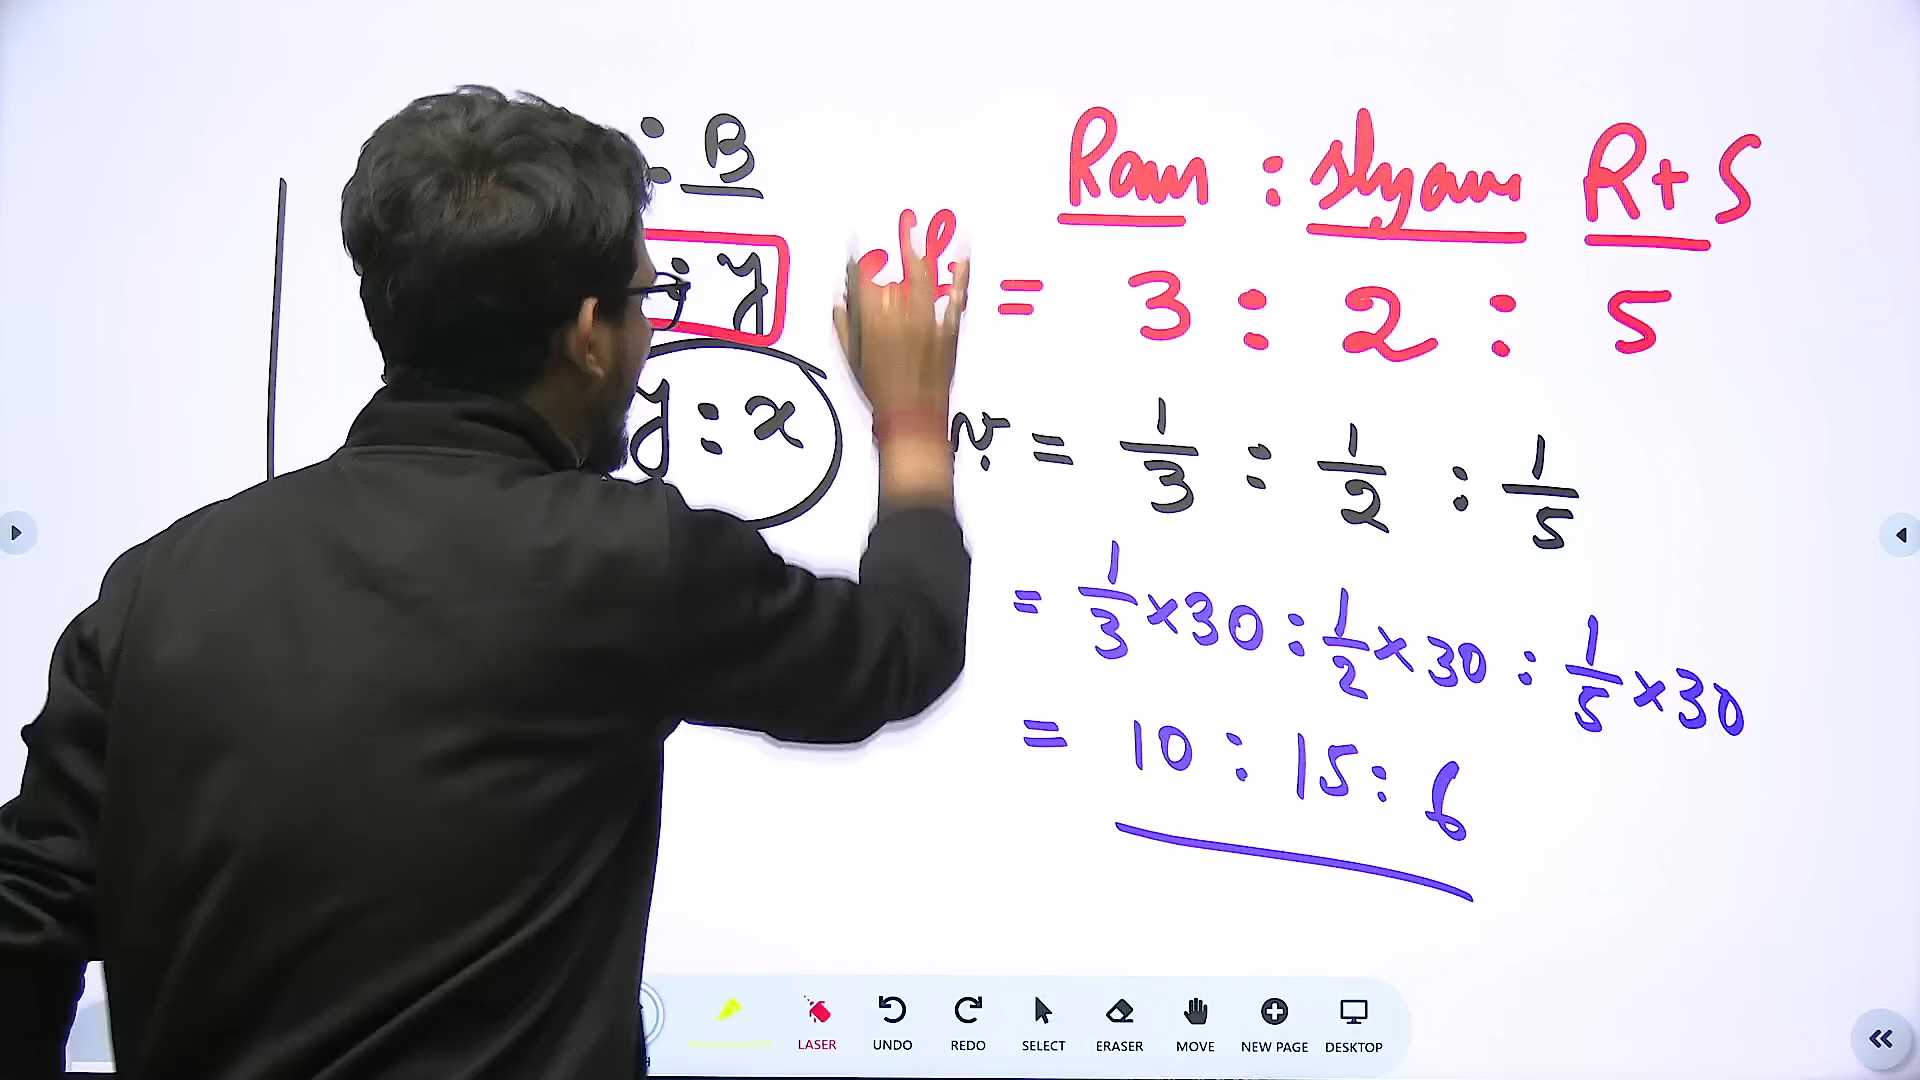 : B
: y
y : x
Ram : Shyam R+S
eff = 3 : 2 : 5
= 1/3 : 1/2 : 1/5
= 1/3 × 30 : 1/2 × 30 : 1/5 × 30
= 10 : 15 : 6
LASER UNDO REDO SELECT ERASER MOVE NEW PAGE DESKTOP